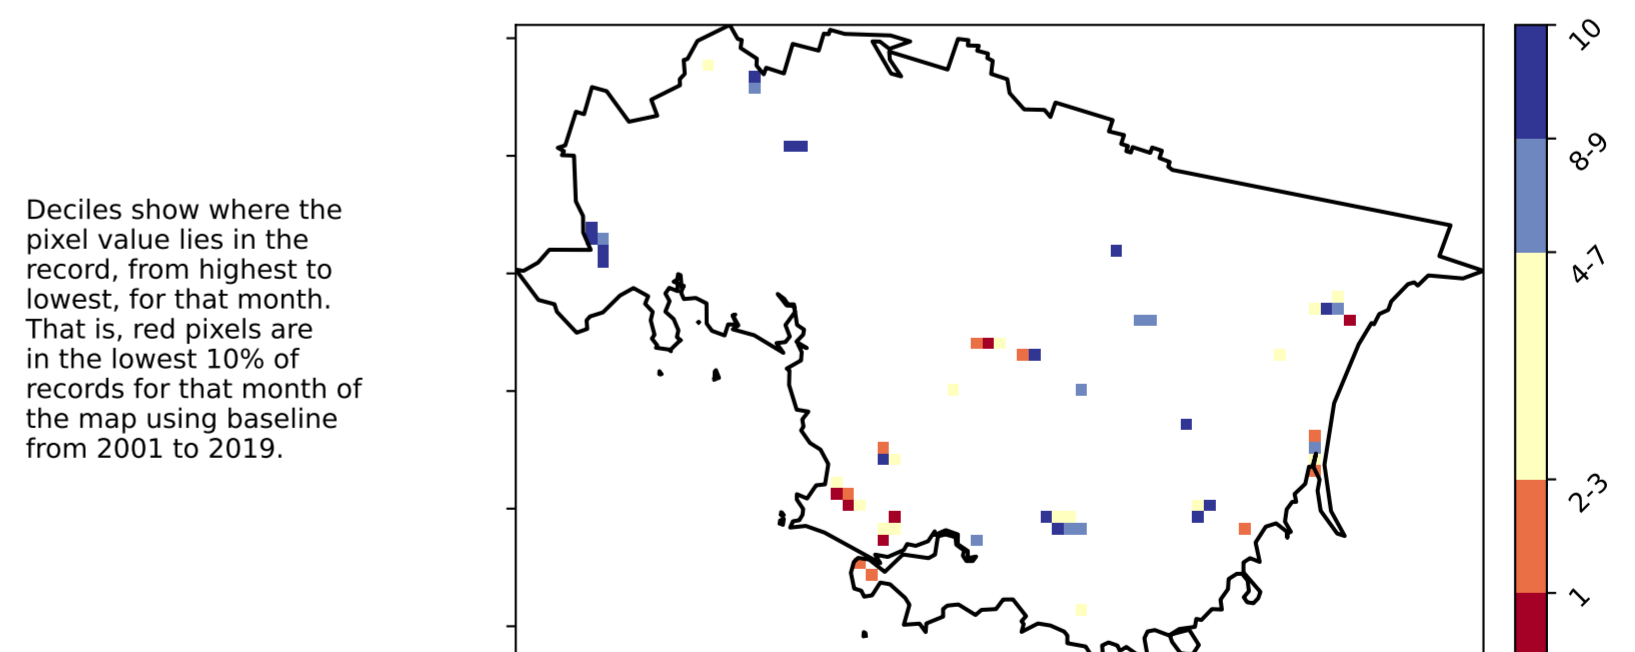 Deciles show where the
pixel value lies in the
record, from highest to
lowest, for that month.
That is, red pixels are
in the lowest 10% of
records for that month of
the map using baseline
from 2001 to 2019.
10
8-9
4-7
2-3
1